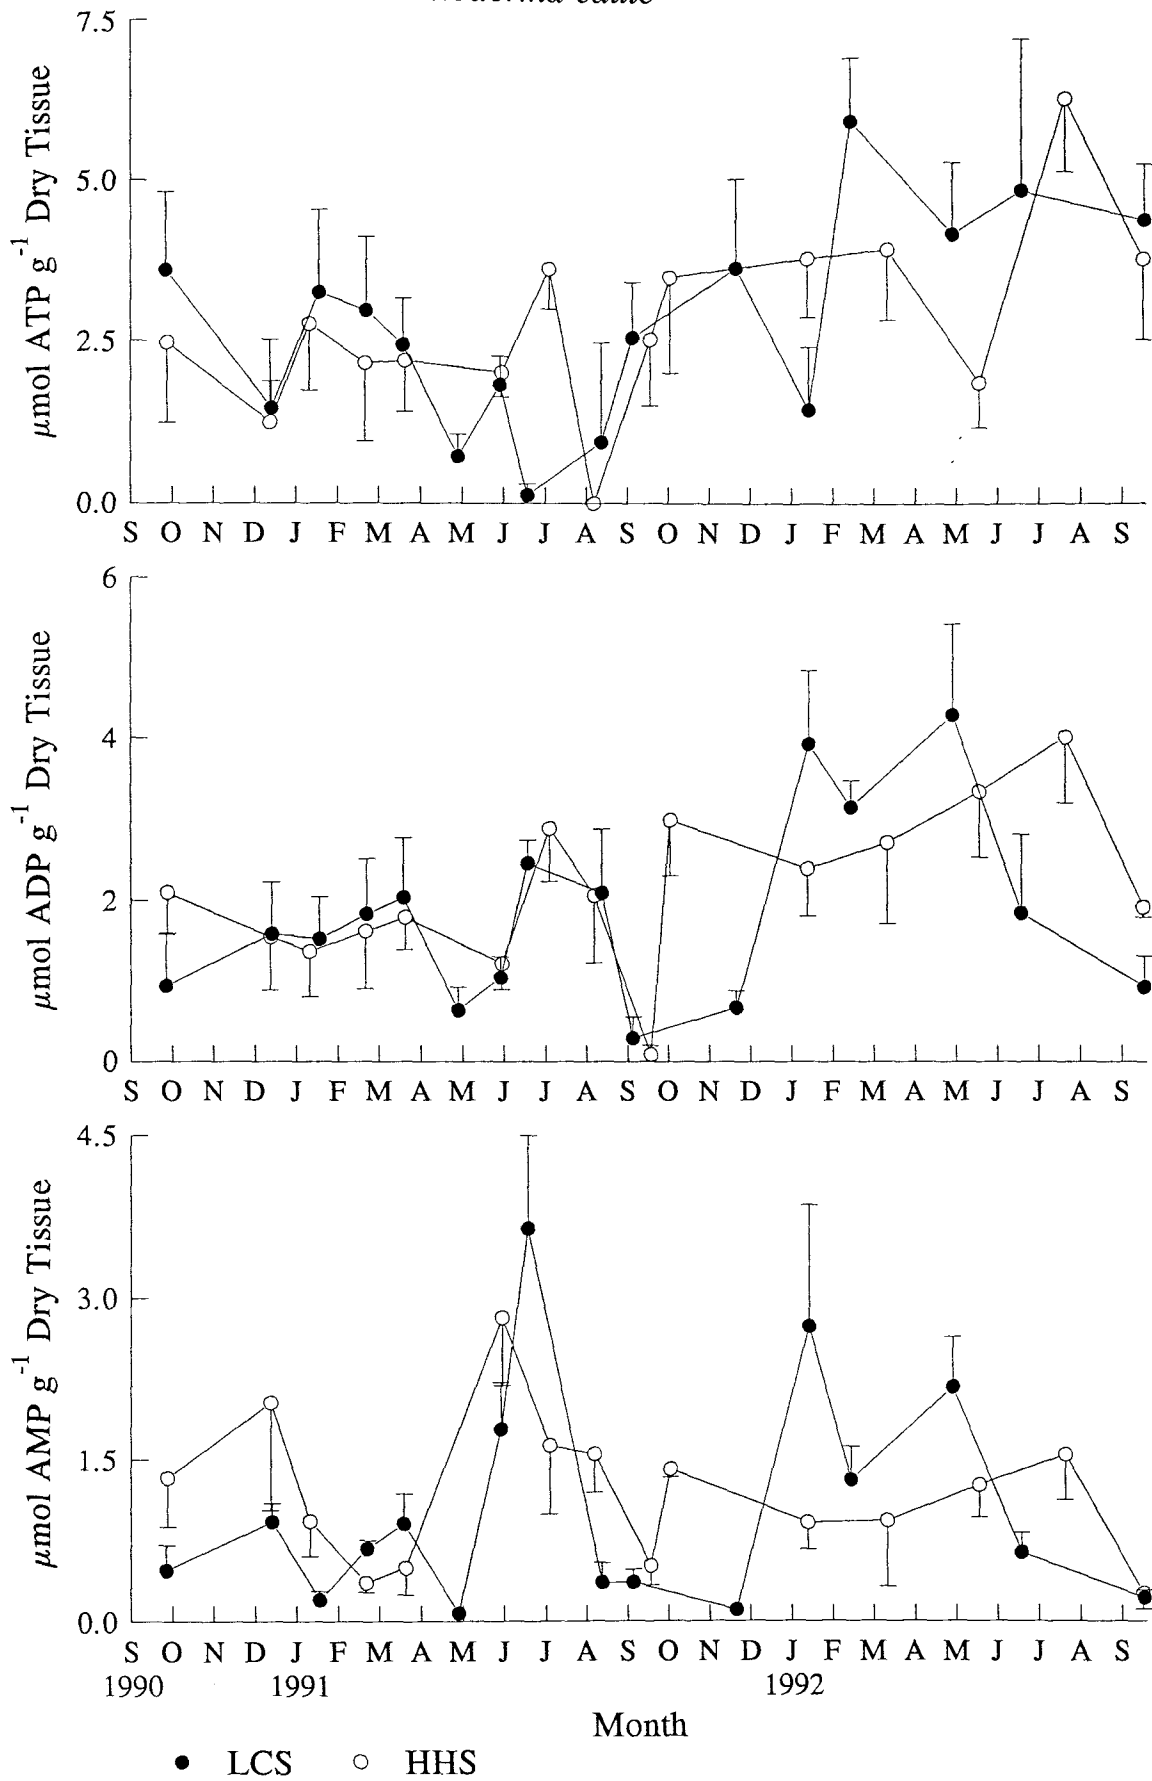 7.5
5.0
2.5
0.0
μmol ATP g⁻¹ Dry Tissue
S O N D J F M A M J J A S O N D J F M A M J J A S
6
4
2
0
μmol ADP g⁻¹ Dry Tissue
S O N D J F M A M J J A S O N D J F M A M J J A S
4.5
3.0
1.5
0.0
μmol AMP g⁻¹ Dry Tissue
S O N D J F M A M J J A S O N D J F M A M J J A S
1990 1991 1992
Month
LCS HHS